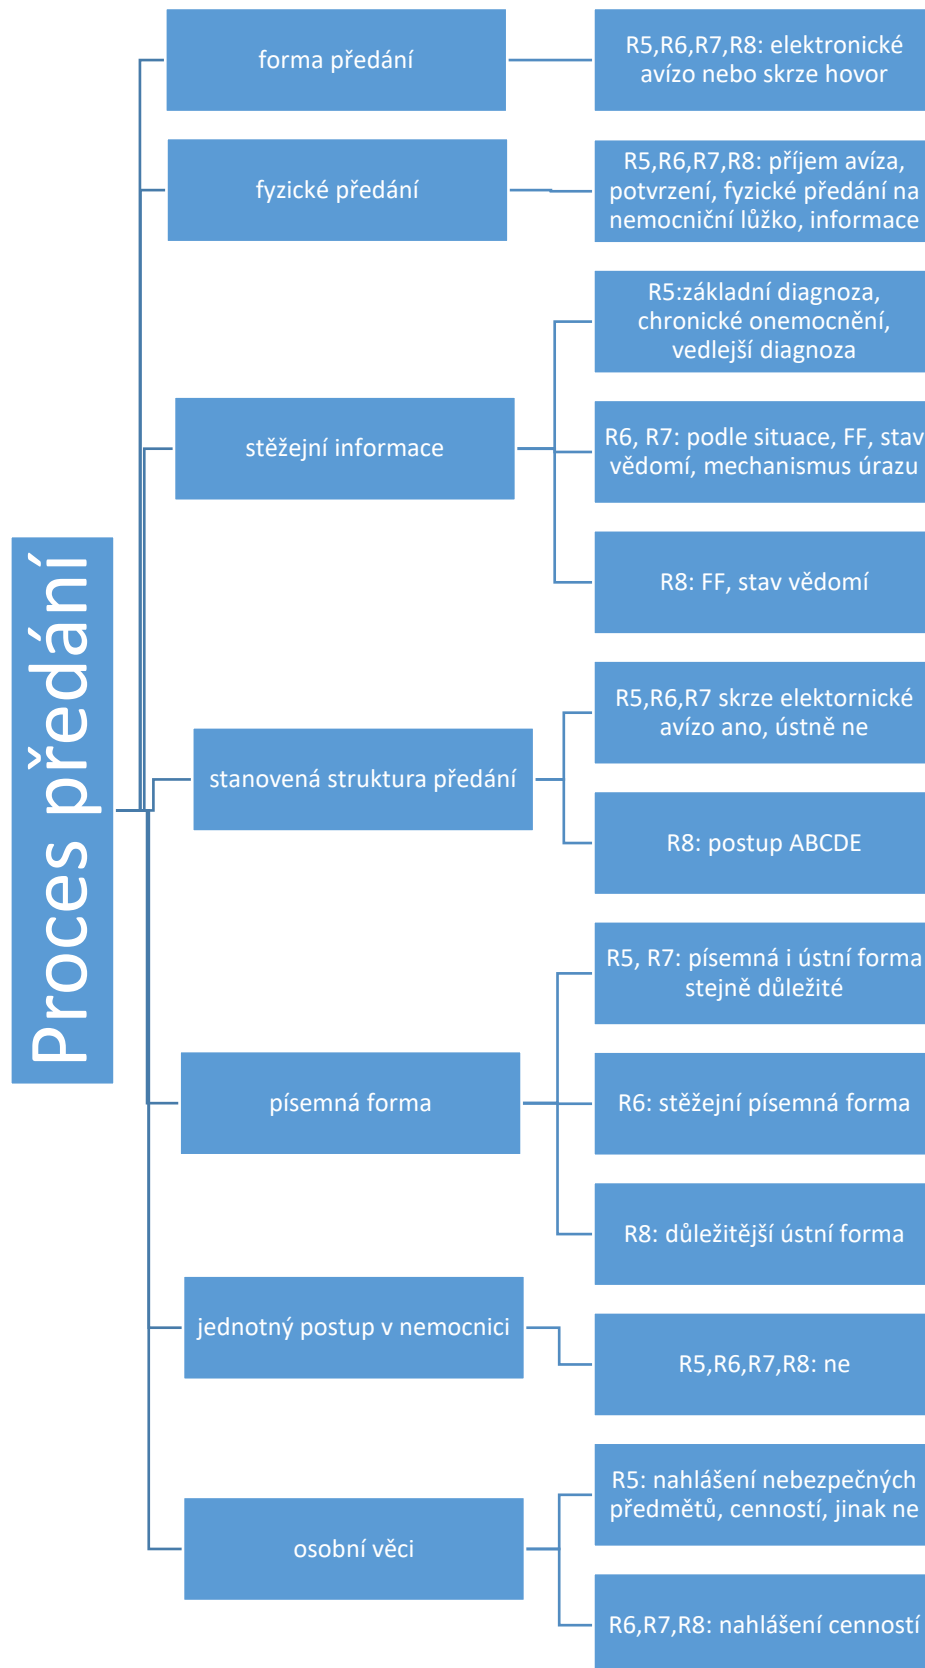 Proces předání
forma předání
R5,R6,R7,R8: elektronické
avízo nebo skrze hovor
fyzické předání
R5,R6,R7,R8: příjem avíza,
potvrzení, fyzické předání na
nemocniční lůžko, informace
stěžejní informace
R5:základní diagnoza,
chronické onemocnění,
vedlejší diagnoza
R6, R7: podle situace, FF, stav
vědomí, mechanismus úrazu
R8: FF, stav vědomí
stanovená struktura předání
R5,R6,R7 skrze elektornické
avízo ano, ústně ne
R8: postup ABCDE
písemná forma
R5, R7: písemná i ústní forma
stejně důležité
R6: stěžejní písemná forma
R8: důležitější ústní forma
jednotný postup v nemocnici
R5,R6,R7,R8: ne
osobní věci
R5: nahlášení nebezpečných
předmětů, cenností, jinak ne
R6,R7,R8: nahlášení cenností